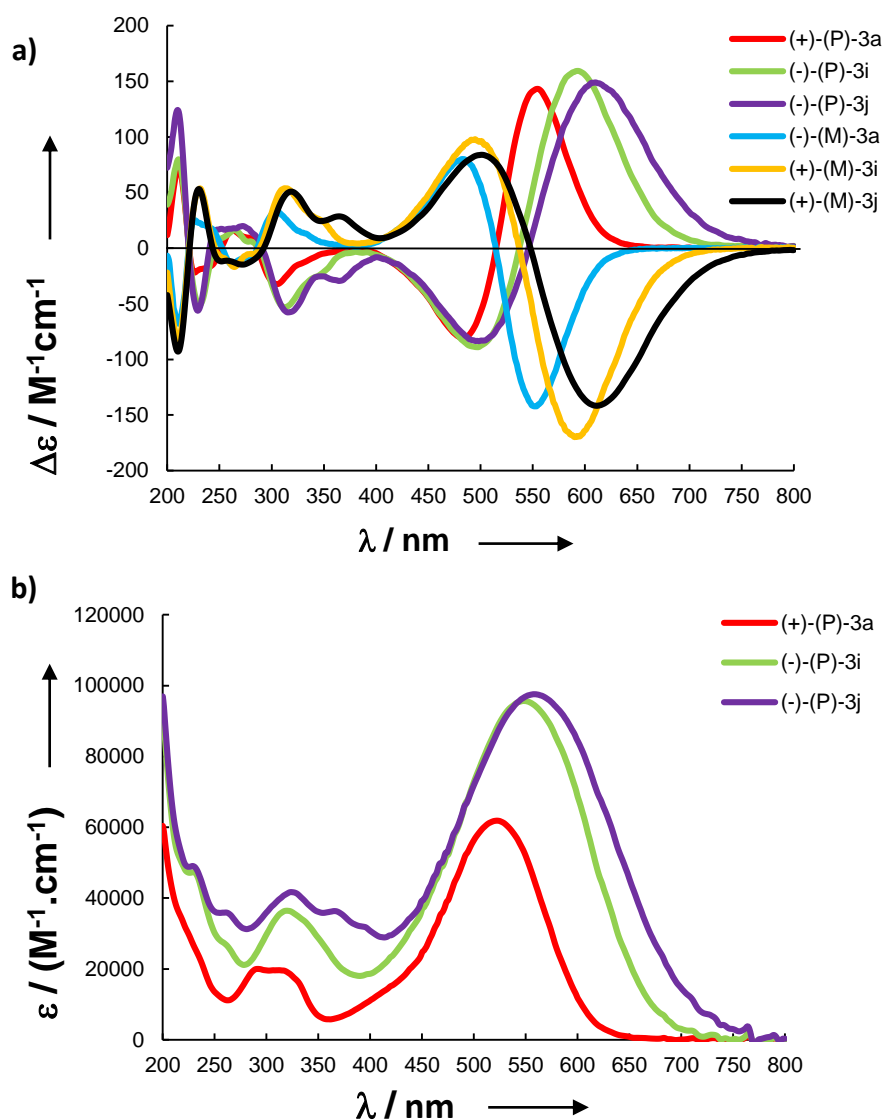 a)
200
150
100
50
0
-50
-100
-150
-200
Δε / M⁻¹cm⁻¹
200 250 300 350 400 450 500 550 600 650 700 750 800
λ / nm
(+)-(P)-3a
(-)-(P)-3i
(-)-(P)-3j
(-)-(M)-3a
(+)-(M)-3i
(+)-(M)-3j
b)
120000
100000
80000
60000
40000
20000
0
ε / (M⁻¹.cm⁻¹)
200 250 300 350 400 450 500 550 600 650 700 750 800
λ / nm
(+)-(P)-3a
(-)-(P)-3i
(-)-(P)-3j